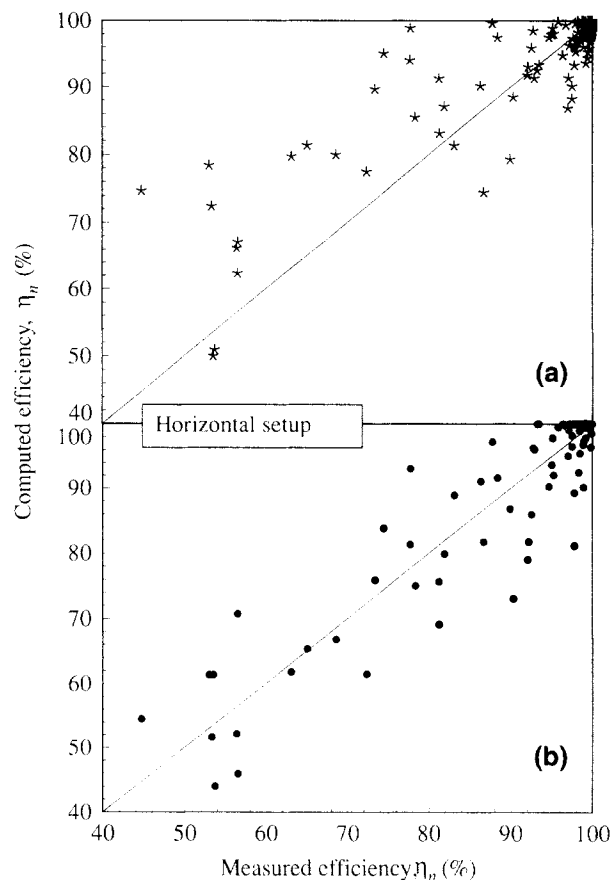 100
90
80
70
60
50
40
(a)
Horizontal setup
Computed efficiency, ηn (%)
100
90
80
70
60
50
40
(b)
40 50 60 70 80 90 100
Measured efficiency,ηn (%)